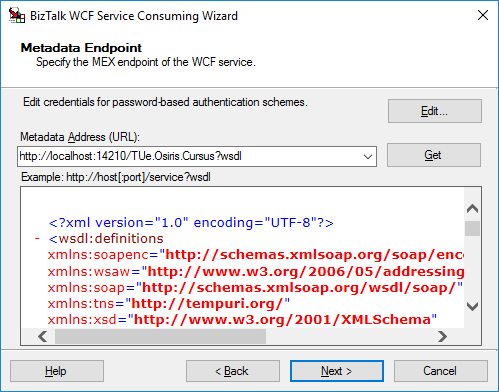 BizTalk WCF Service Consuming Wizard
Metadata Endpoint
Specify the MEX endpoint of the WCF service.
Edit credentials for password-based authentication schemes.
Edit...
Metadata Address (URL):
http://localhost:14210/TUe.Osiris.Cursus?wsdl
Get
Example: http://host[:port]/service?wsdl
<?xml version="1.0" encoding="UTF-8"?>
- <wsdl:definitions
xmlns:soapenc="http://schemas.xmlsoap.org/soap/enc
xmlns:wsaw="http://www.w3.org/2006/05/addressing
xmlns:soap="http://schemas.xmlsoap.org/wsdl/soap/"
xmlns:tns="http://tempuri.org/"
xmlns:xsd="http://www.w3.org/2001/XMLSchema"
Help
< Back
Next >
Cancel